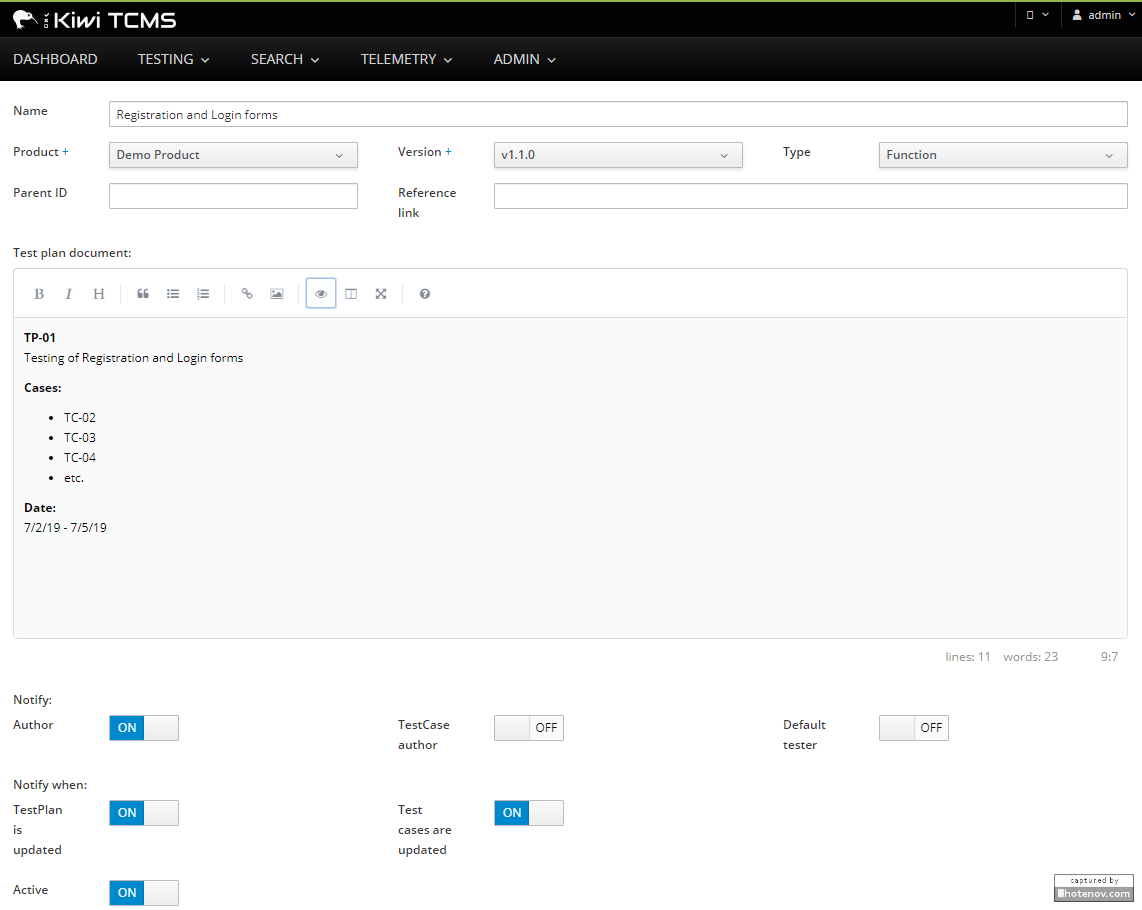 Kiwi TCMS
admin
DASHBOARD TESTING SEARCH TELEMETRY ADMIN
Name Registration and Login forms
Product + Demo Product Version + v1.1.0 Type Function
Parent ID Reference
link
Test plan document:
B I H
TP-01
Testing of Registration and Login forms
Cases:
• TC-02
• TC-03
• TC-04
• etc.
Date:
7/2/19 - 7/5/19
lines: 11 words: 23 9:7
Notify:
Author ON TestCase OFF Default OFF
author tester
Notify when:
TestPlan ON Test ON
is cases are
updated updated
Active ON
captured by
hotenov.com